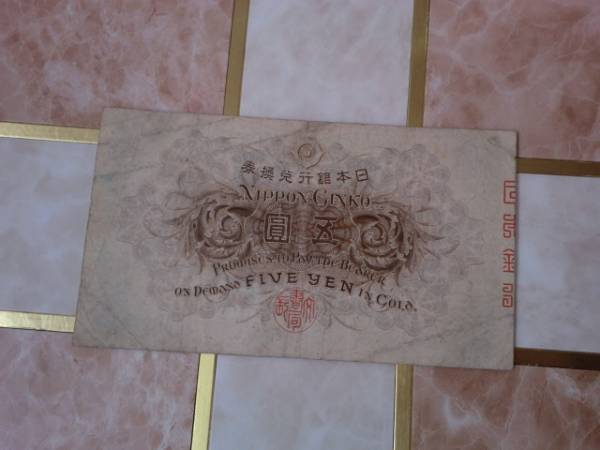 日本銀行兌換券
NIPPON GINKO
五圓
PROMISES TO PAY THE BEARER
ON DEMAND FIVE YEN IN GOLD.